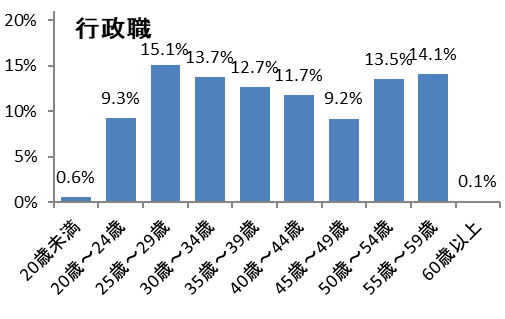 行政職
20%
15%
10%
5%
0%
0.6%
9.3%
15.1%
13.7%
12.7%
11.7%
9.2%
13.5%
14.1%
0.1%
20歳未満
20歳～24歳
25歳～29歳
30歳～34歳
35歳～39歳
40歳～44歳
45歳～49歳
50歳～54歳
55歳～59歳
60歳以上